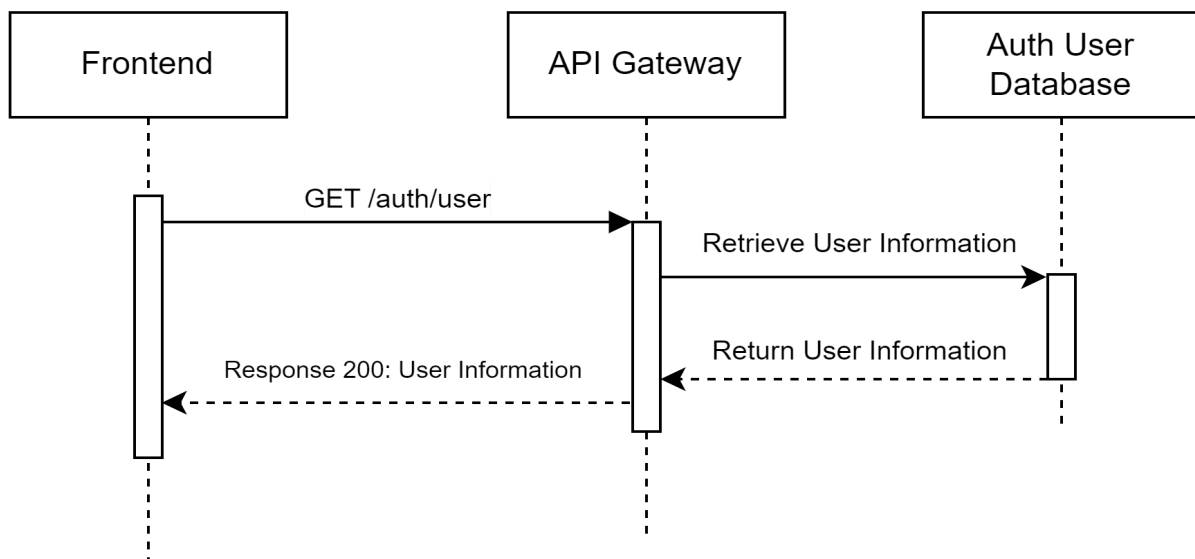 Frontend
API Gateway
Auth User
Database
GET /auth/user
Retrieve User Information
Return User Information
Response 200: User Information